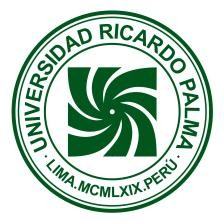 UNIVERSIDAD RICARDO PALMA
· LIMA.MCMLXIX.PERÚ ·